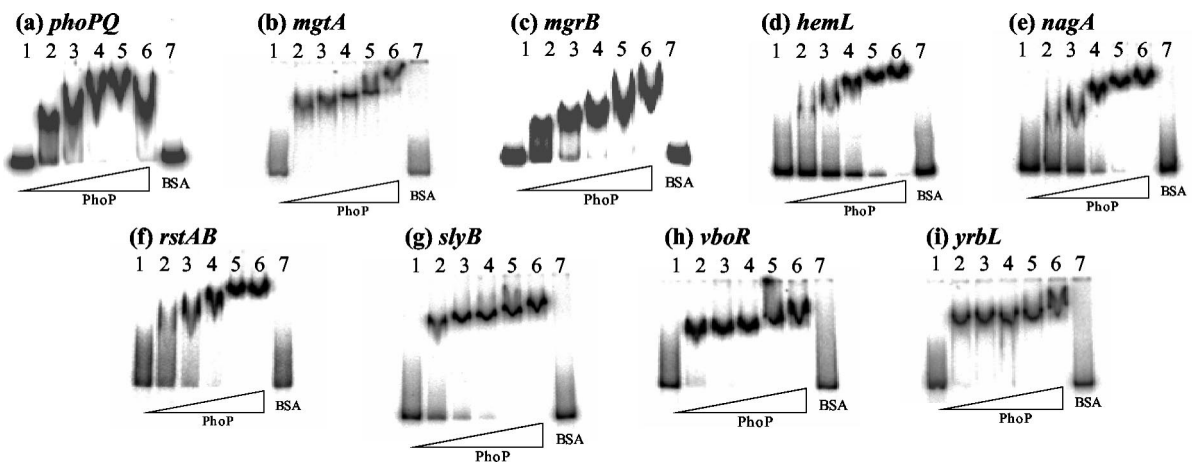 (a) phoPQ
1 2 3 4 5 6 7
PhoP
BSA
(b) mgtA
1 2 3 4 5 6 7
PhoP
BSA
(c) mgrB
1 2 3 4 5 6 7
PhoP
BSA
(d) hemL
1 2 3 4 5 6 7
PhoP
BSA
(e) nagA
1 2 3 4 5 6 7
PhoP
BSA
(f) rstAB
1 2 3 4 5 6 7
PhoP
BSA
(g) slyB
1 2 3 4 5 6 7
PhoP
BSA
(h) vboR
1 2 3 4 5 6 7
PhoP
BSA
(i) yrbL
1 2 3 4 5 6 7
PhoP
BSA